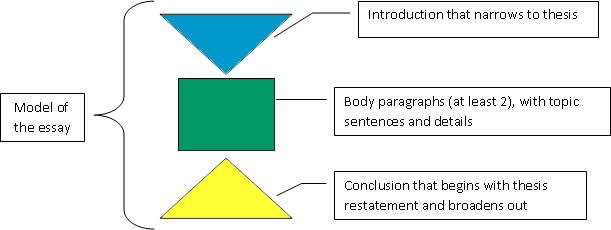 Introduction that narrows to thesis
Model of
the essay
Body paragraphs (at least 2), with topic
sentences and details
Conclusion that begins with thesis
restatement and broadens out